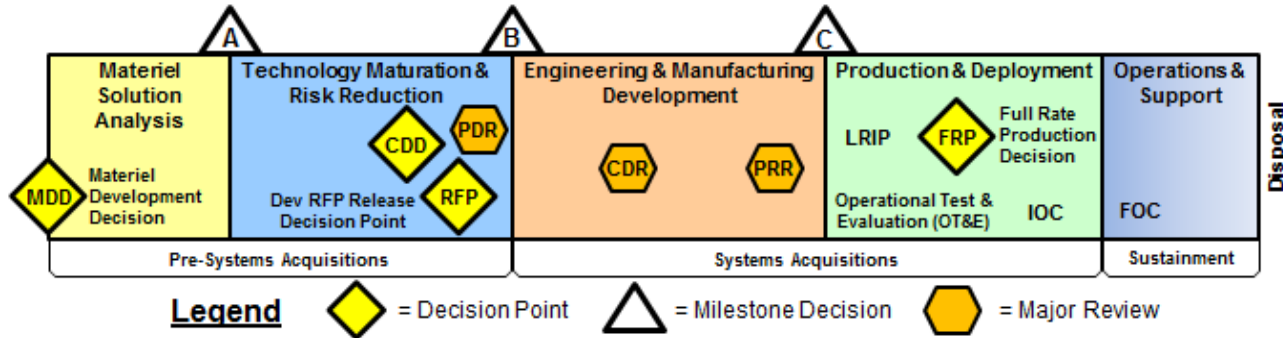 A
B
C
Materiel
Solution
Analysis
MDD
Materiel
Development
Decision
Technology Maturation &
Risk Reduction
CDD
PDR
Dev RFP Release
Decision Point
RFP
Engineering & Manufacturing
Development
CDR
PRR
Production & Deployment
LRIP
FRP
Full Rate
Production
Decision
Operational Test &
Evaluation (OT&E)
IOC
Operations &
Support
FOC
Disposal
Pre-Systems Acquisitions
Systems Acquisitions
Sustainment
Legend
= Decision Point
= Milestone Decision
= Major Review